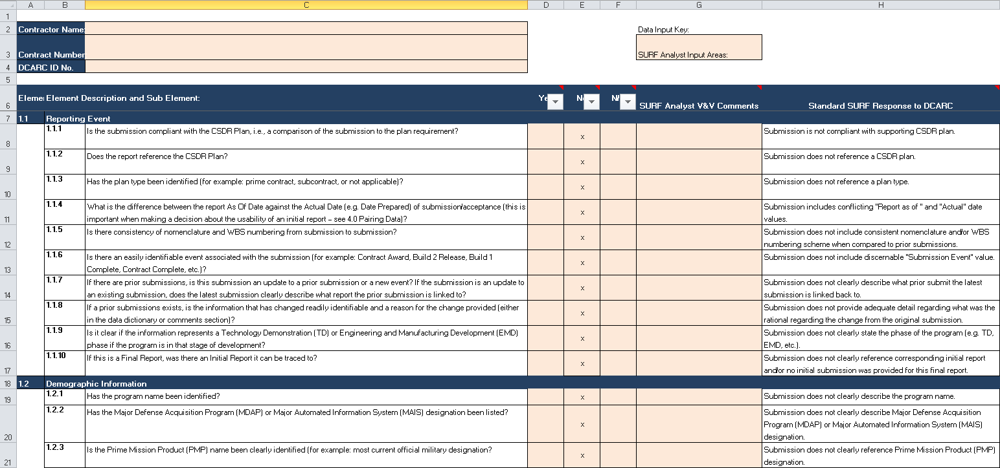 A B C D E F G H
1
2 Contractor Name: Data Input Key:
3 Contract Number SURF Analyst Input Areas:
4 DCARC ID No.
5
6 Eleme Element Description and Sub Element: Ye N N SURF Analyst V&V Comments Standard SURF Response to DCARC
7 1.1 Reporting Event
8 1.1.1 Is the submission compliant with the CSDR Plan, i.e., a comparison of the submission to the plan requirement? x Submission is not compliant with supporting CSDR plan.
9 1.1.2 Does the report reference the CSDR Plan? x Submission does not reference a CSDR plan.
10 1.1.3 Has the plan type been identified (for example: prime contract, subcontract, or not applicable)? x Submission does not reference a plan type.
11 1.1.4 What is the difference between the report As Of Date against the Actual Date (e.g. Date Prepared) of submission/acceptance (this is x Submission includes conflicting "Report as of " and "Actual" date
important when making a decision about the usability of an initial report – see 4.0 Pairing Data)? values.
12 1.1.5 Is there consistency of nomenclature and WBS numbering from submission to submission? x Submission does not include consistent nomenclature and/or WBS
numbering scheme when compared to prior submissions.
13 1.1.6 Is there an easily identifiable event associated with the submission (for example: Contract Award, Build 2 Release, Build 1 x Submission does not include discernable "Submission Event" value.
Complete, Contract Complete, etc.)?
14 1.1.7 If there are prior submissions, is this submission an update to a prior submission or a new event? If the submission is an update to x Submission does not clearly describe what prior submit the latest
an existing submission, does the latest submission clearly describe what report the prior submission is linked to? submission is linked back to.
15 1.1.8 If a prior submissions exists, is the information that has changed readily identifiable and a reason for the change provided (either x Submission does not provide adequate detail regarding what was the
in the data dictionary or comments section)? rational regarding the change from the original submission.
16 1.1.9 Is it clear if the information represents a Technology Demonstration (TD) or Engineering and Manufacturing Development (EMD) x Submission does not clearly state the phase of the program (e.g. TD,
phase if the program is in that stage of development? EMD, etc.).
17 1.1.10 If this is a Final Report, was there an Initial Report it can be traced to? x Submission does not clearly reference corresponding initial report
and/or no initial submission was provided for this final report.
18 1.2 Demographic Information
19 1.2.1 Has the program name been identified? x Submission does not clearly describe the program name.
20 1.2.2 Has the Major Defense Acquisition Program (MDAP) or Major Automated Information System (MAIS) designation been listed? x Submission does not clearly describe Major Defense Acquisition
Program (MDAP) or Major Automated Information System (MAIS)
designation.
21 1.2.3 Is the Prime Mission Product (PMP) name been clearly identified (for example: most current official military designation? x Submission does not clearly reference Prime Mission Product (PMP)
designation.